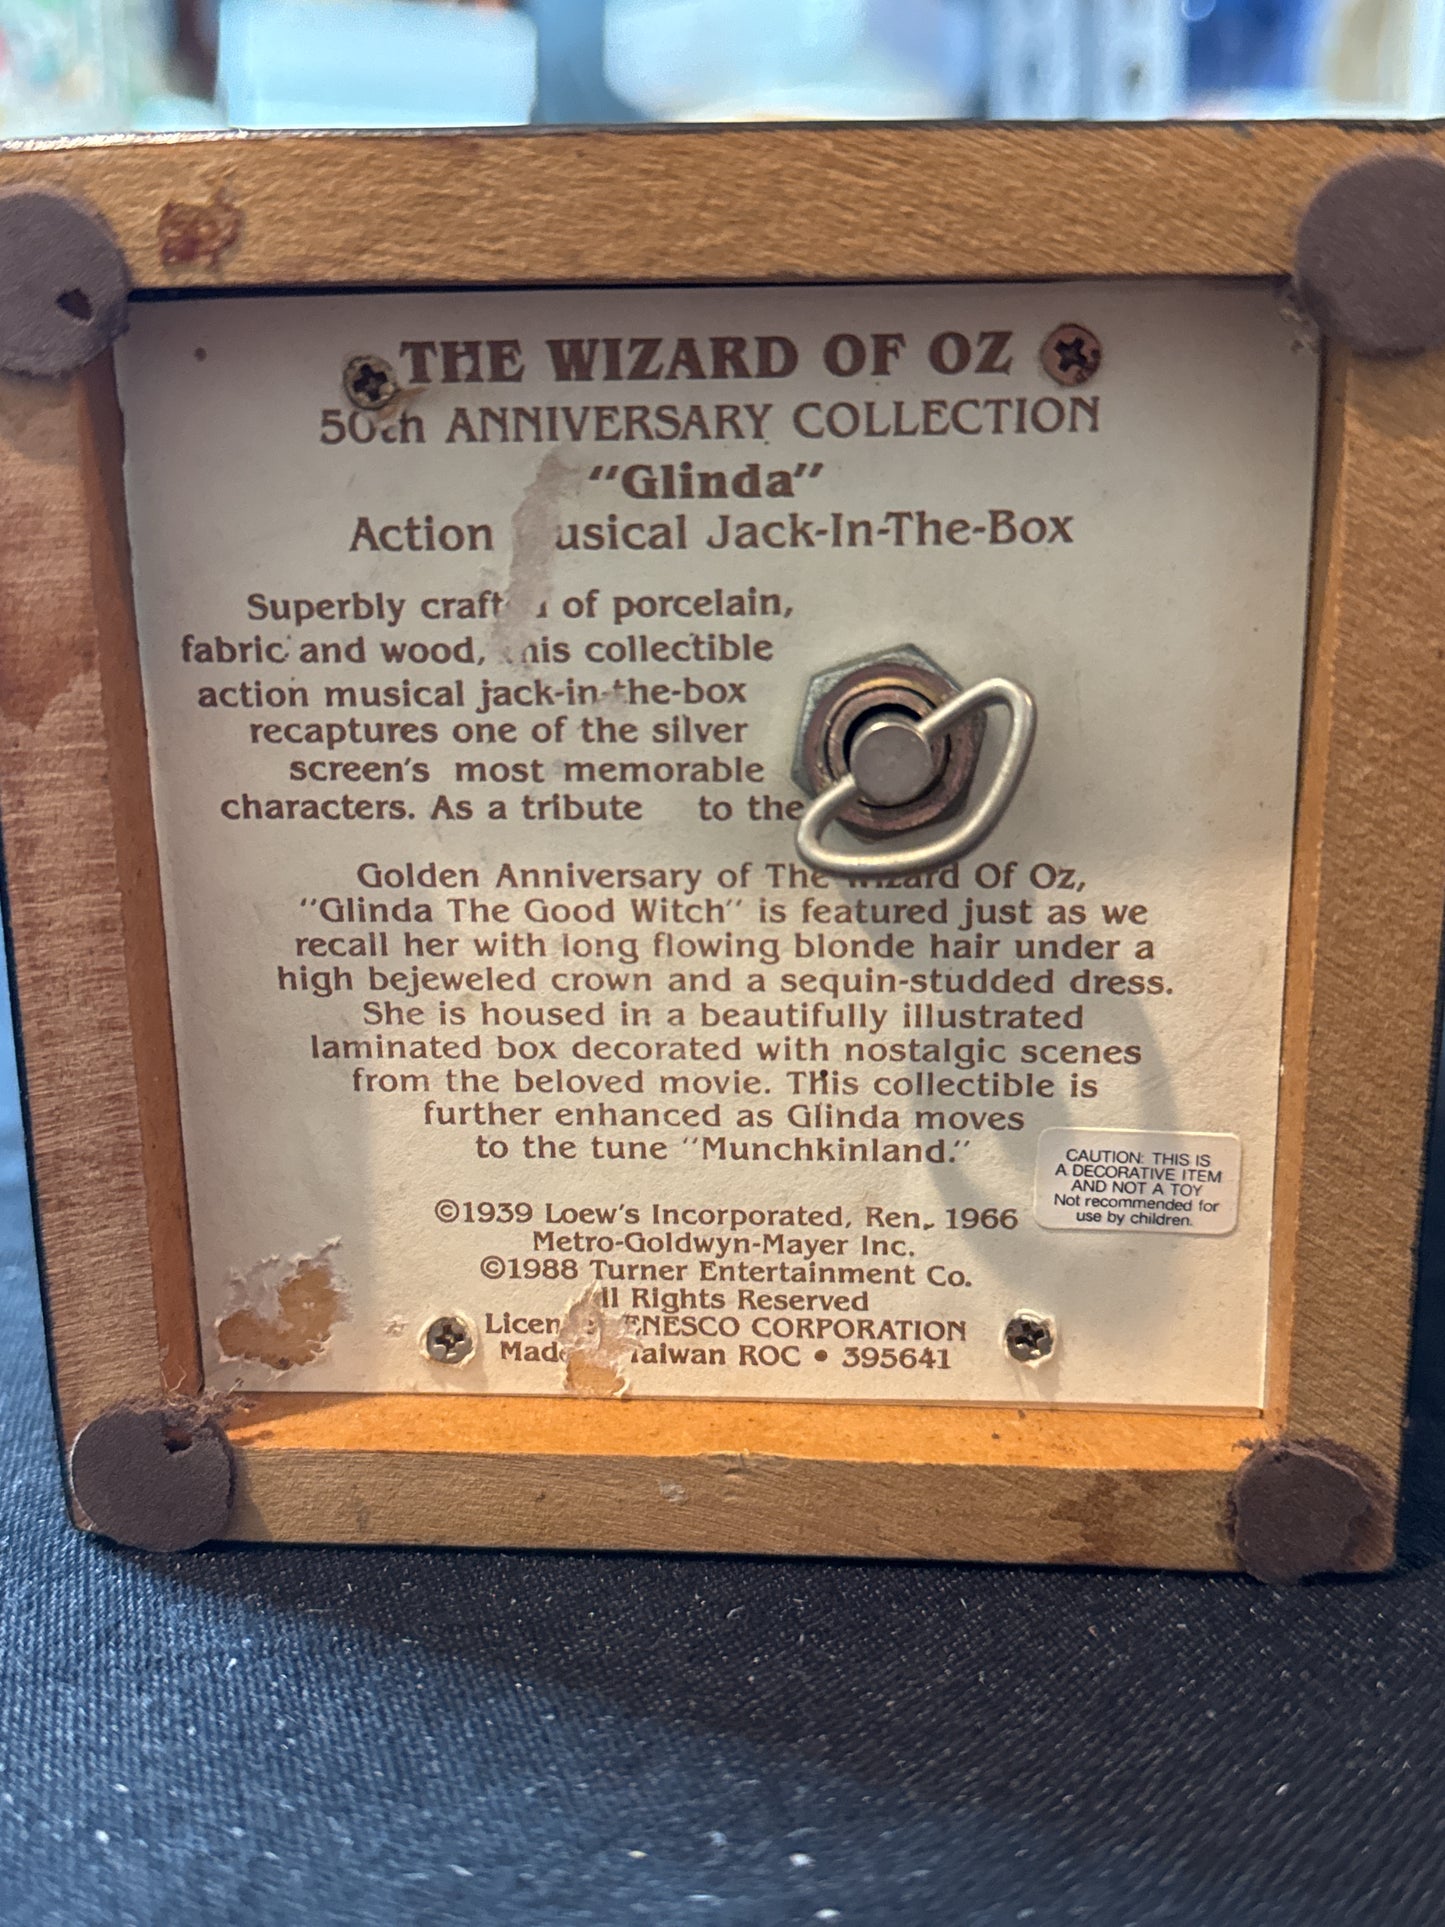 THE WIZARD OF OZ
50th ANNIVERSARY COLLECTION
"Glinda"
Action usical Jack-In-The-Box
Superbly craft of porcelain,
fabric and wood, his collectible
action musical jack-in-the-box
recaptures one of the silver
screen's most memorable
characters. As a tribute to the
Golden Anniversary of The Wizard Of Oz,
"Glinda The Good Witch" is featured just as we
recall her with long flowing blonde hair under a
high bejeweled crown and a sequin-studded dress.
She is housed in a beautifully illustrated
laminated box decorated with nostalgic scenes
from the beloved movie. This collectible is
further enhanced as Glinda moves
to the tune "Munchkinland."
CAUTION: THIS IS
A DECORATIVE ITEM
AND NOT A TOY
Not recommended for
use by children.
©1939 Loew's Incorporated, Ren. 1966
Metro-Goldwyn-Mayer Inc.
©1988 Turner Entertainment Co.
ll Rights Reserved
Licen ENESCO CORPORATION
Made Taiwan ROC • 395641